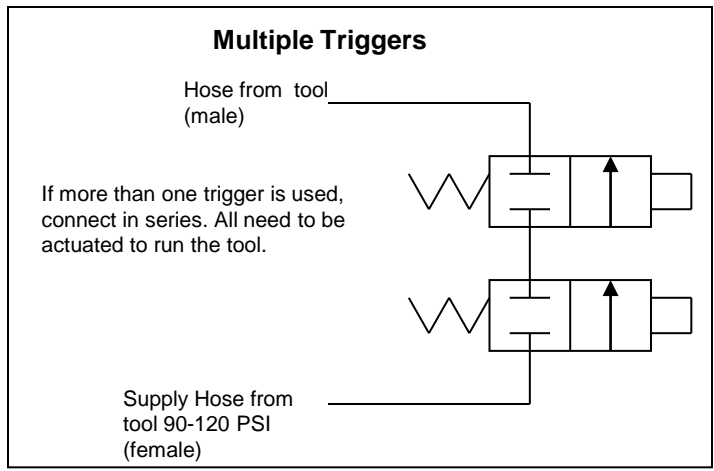 Multiple Triggers
Hose from tool
(male)
If more than one trigger is used,
connect in series. All need to be
actuated to run the tool.
Supply Hose from
tool 90-120 PSI
(female)